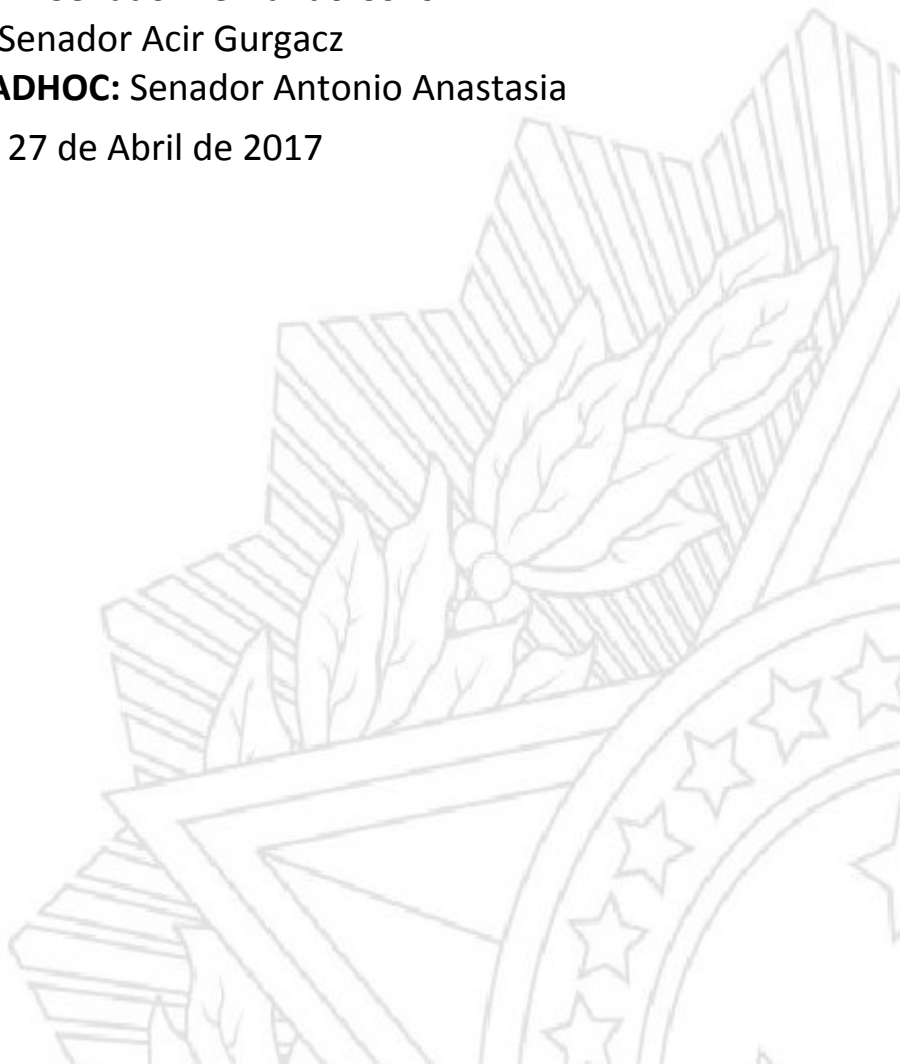 Senador Acir Gurgacz
ADHOC: Senador Antonio Anastasia
27 de Abril de 2017